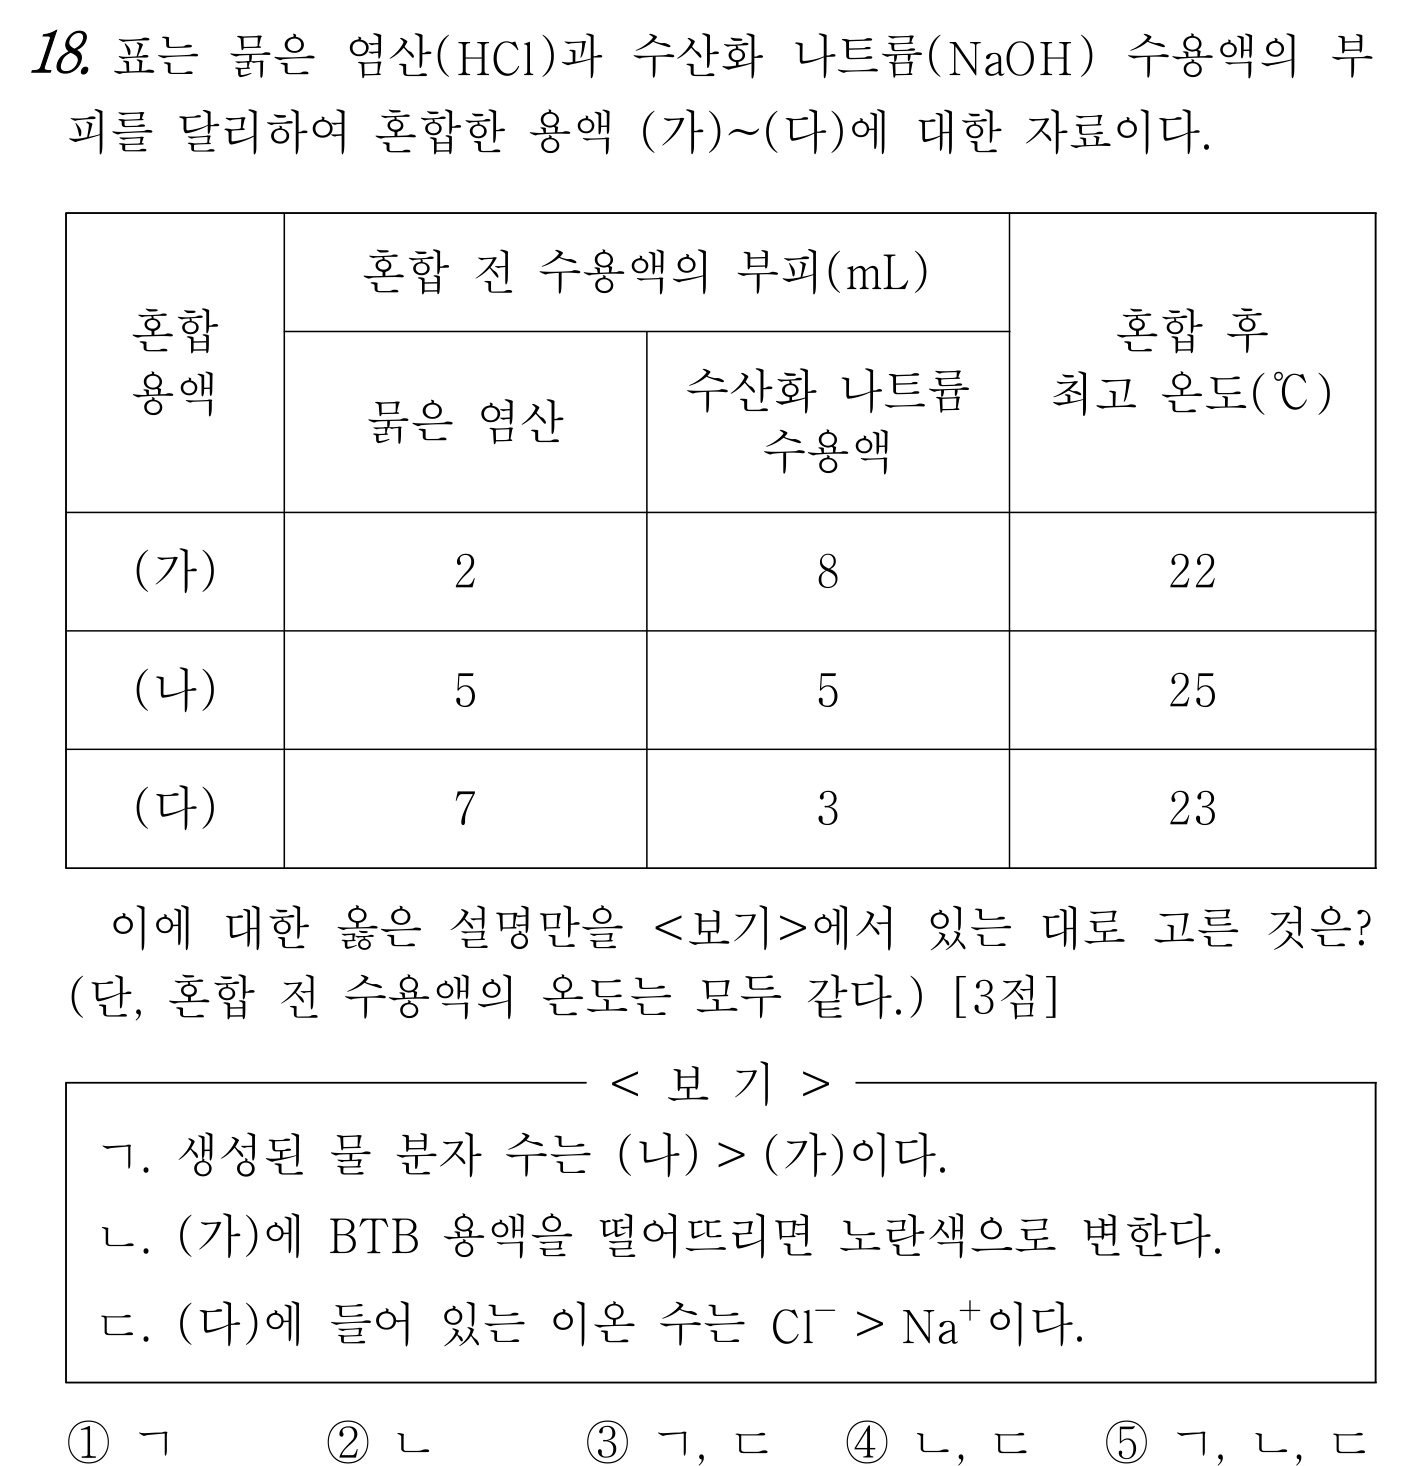 18. 표는 묽은 염산(HCl)과 수산화 나트륨(NaOH) 수용액의 부
피를 달리하여 혼합한 용액 (가)~(다)에 대한 자료이다.
혼합 용액
혼합 전 수용액의 부피(mL)
묽은 염산
수산화 나트륨 수용액
혼합 후 최고 온도(℃)
(가) 2 8 22
(나) 5 5 25
(다) 7 3 23
이에 대한 옳은 설명만을 <보기>에서 있는 대로 고른 것은?
(단, 혼합 전 수용액의 온도는 모두 같다.) [3점]
< 보 기 >
ㄱ. 생성된 물 분자 수는 (나) > (가)이다.
ㄴ. (가)에 BTB 용액을 떨어뜨리면 노란색으로 변한다.
ㄷ. (다)에 들어 있는 이온 수는 Cl⁻ > Na⁺이다.
① ㄱ ② ㄴ ③ ㄱ, ㄷ ④ ㄴ, ㄷ ⑤ ㄱ, ㄴ, ㄷ